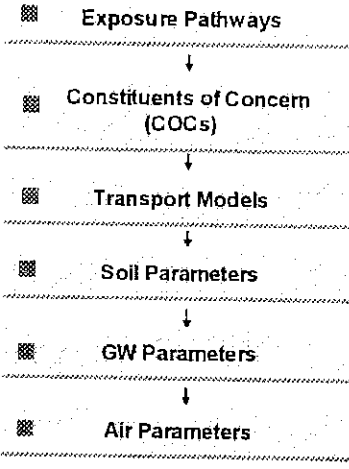 Exposure Pathways
Constituents of Concern
(COCs)
Transport Models
Soil Parameters
GW Parameters
Air Parameters